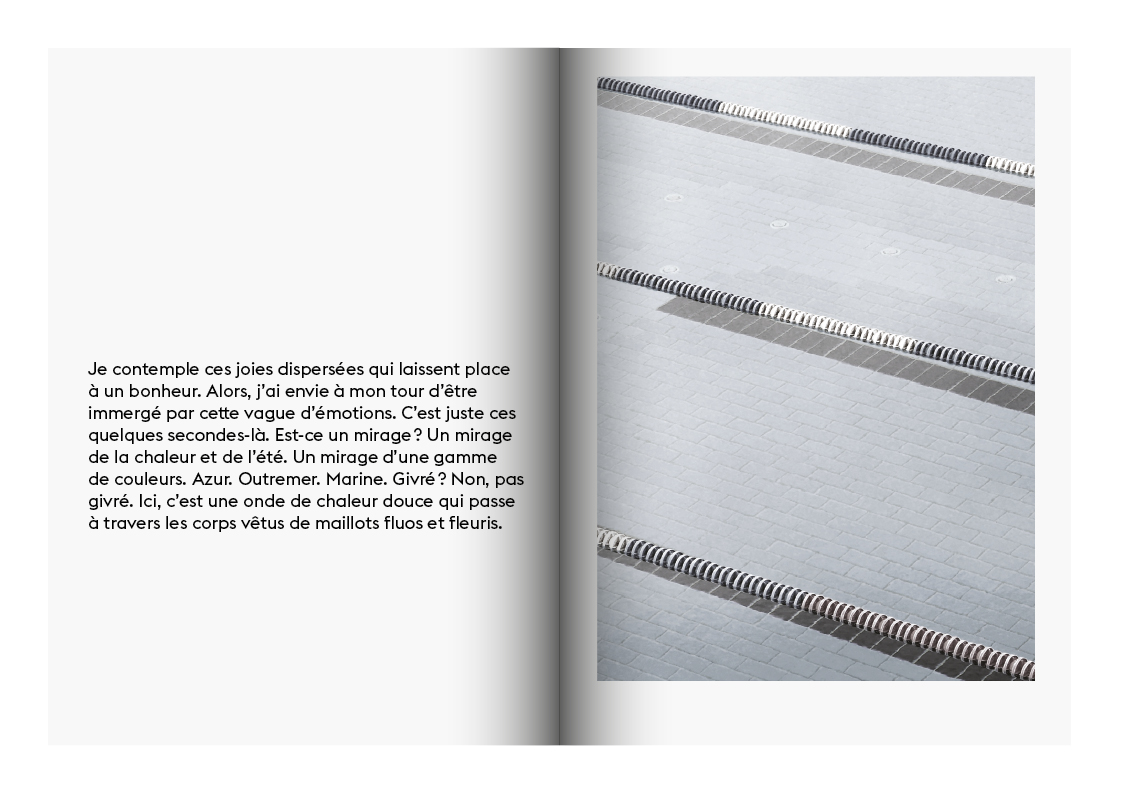 Je contemple ces joies dispersées qui laissent place
à un bonheur. Alors, j’ai envie à mon tour d’être
immergé par cette vague d’émotions. C’est juste ces
quelques secondes-là. Est-ce un mirage ? Un mirage
de la chaleur et de l’été. Un mirage d’une gamme
de couleurs. Azur. Outremer. Marine. Givré ? Non, pas
givré. Ici, c’est une onde de chaleur douce qui passe
à travers les corps vêtus de maillots fluos et fleuris.